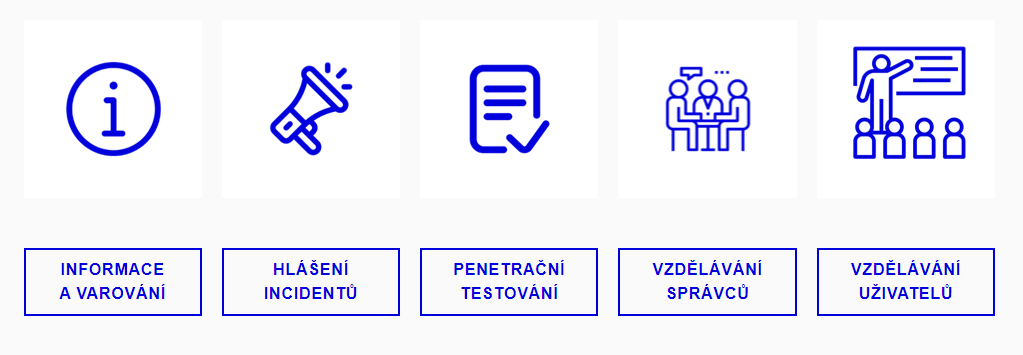 INFORMACE
A VAROVÁNÍ
HLÁŠENÍ
INCIDENTŮ
PENETRAČNÍ
TESTOVÁNÍ
VZDĚLÁVÁNÍ
SPRÁVCŮ
VZDĚLÁVÁNÍ
UŽIVATELŮ